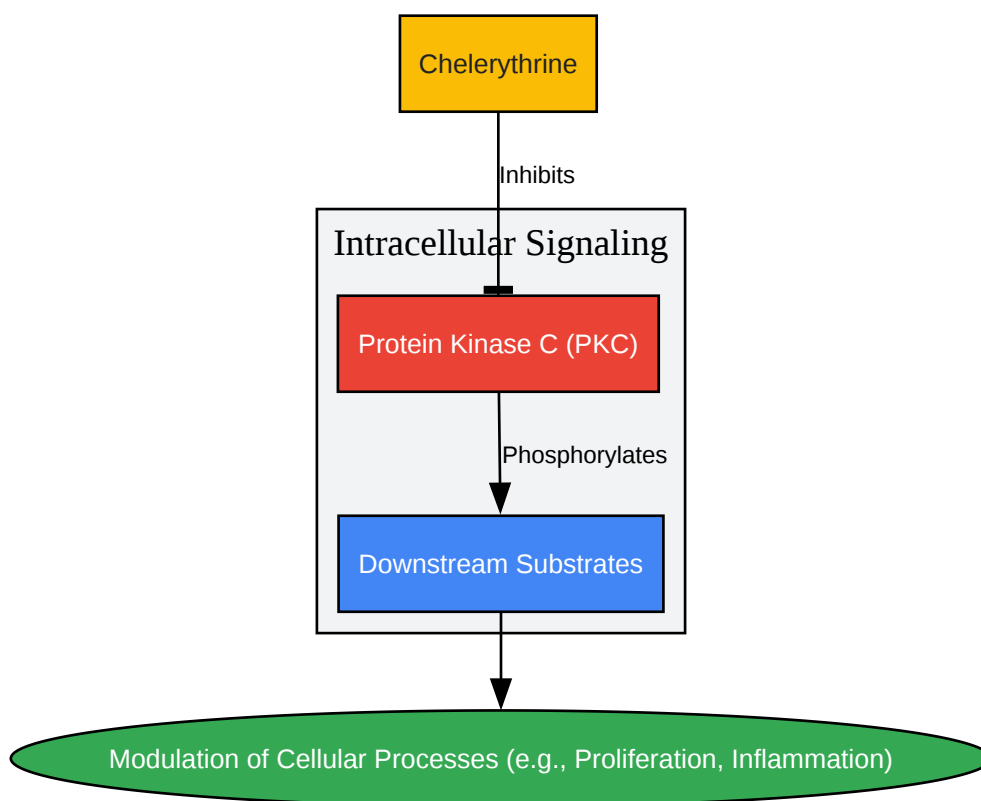 Chelerythrine
Inhibits
Intracellular Signaling
Protein Kinase C (PKC)
Phosphorylates
Downstream Substrates
Modulation of Cellular Processes (e.g., Proliferation, Inflammation)